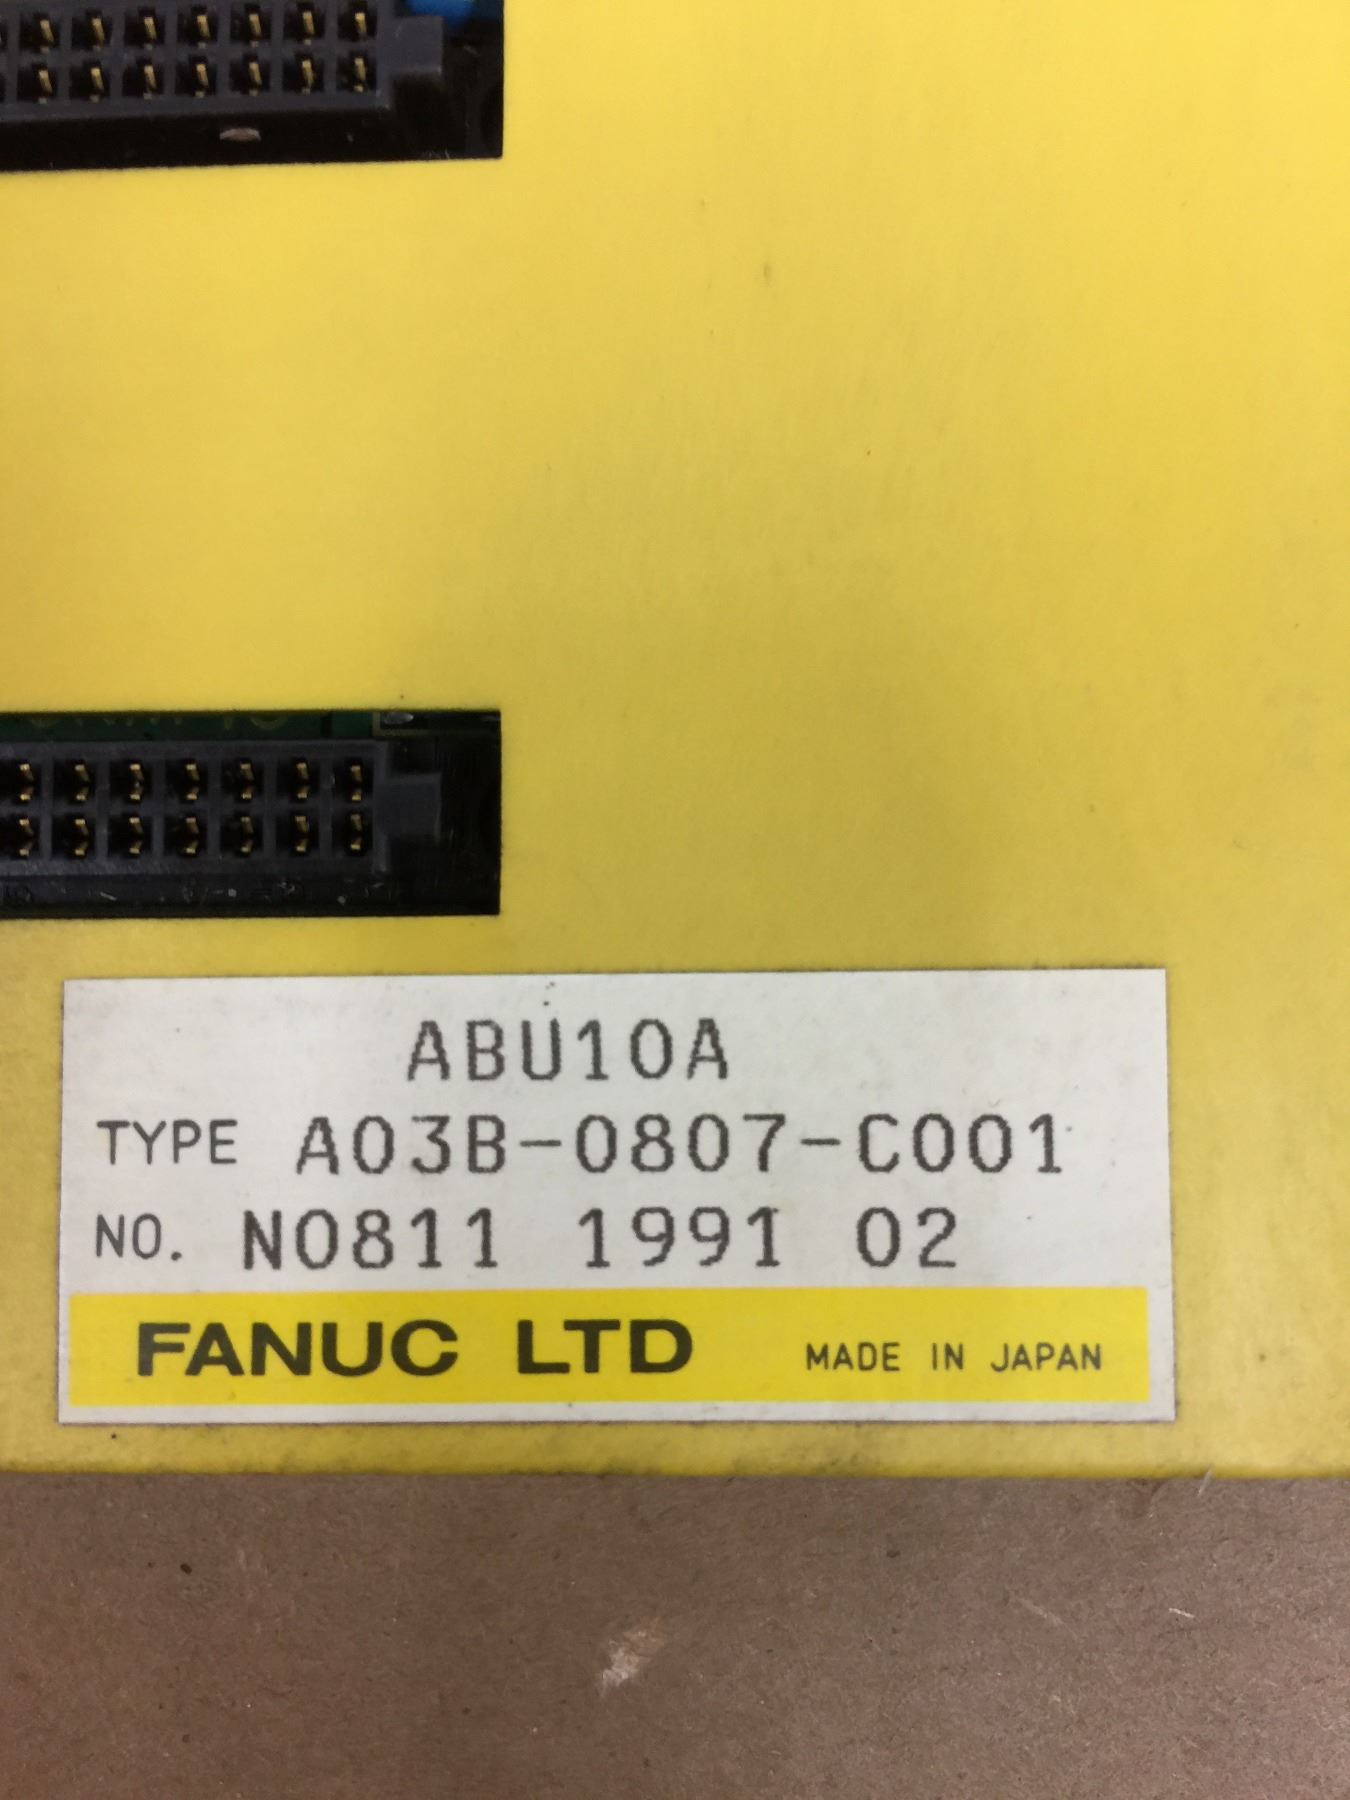 ABU10A
TYPE A03B-0807-C001
NO. N0811 1991 02
FANUC LTD MADE IN JAPAN